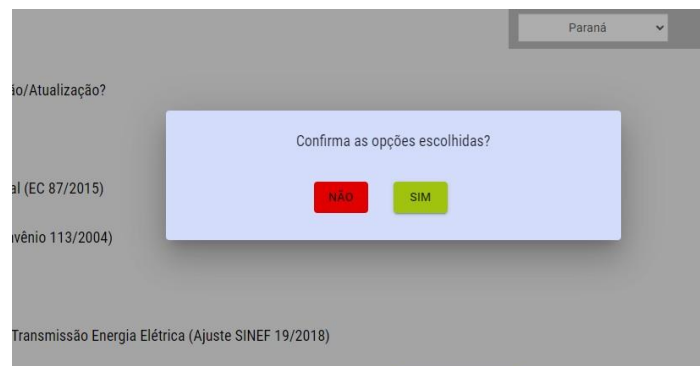 Paraná
ão/Atualização?
Confirma as opções escolhidas?
al (EC 87/2015)
NÃO SIM
nvênio 113/2004)
Transmissão Energia Elétrica (Ajuste SINEF 19/2018)